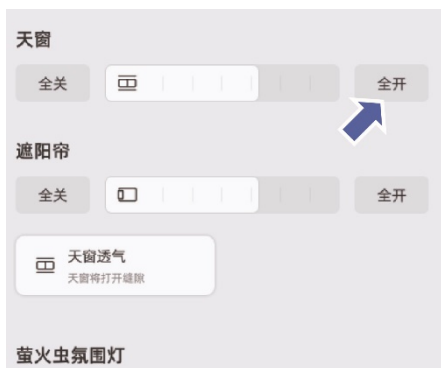 天窗
全关
全开
遮阳帘
全关
全开
天窗透气
天窗将打开缝隙
萤火虫氛围灯